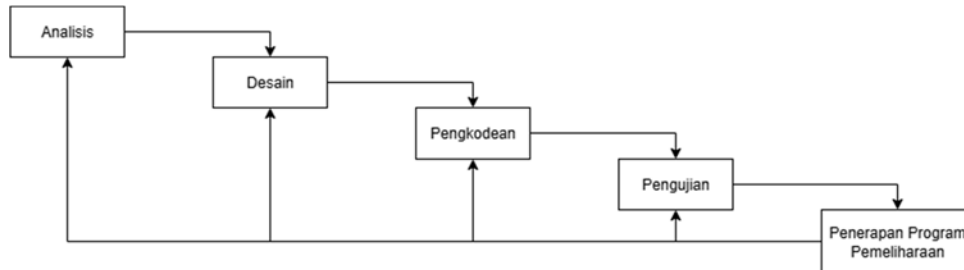 Analisis
Desain
Pengkodean
Pengujian
Penerapan Program
Pemeliharaan